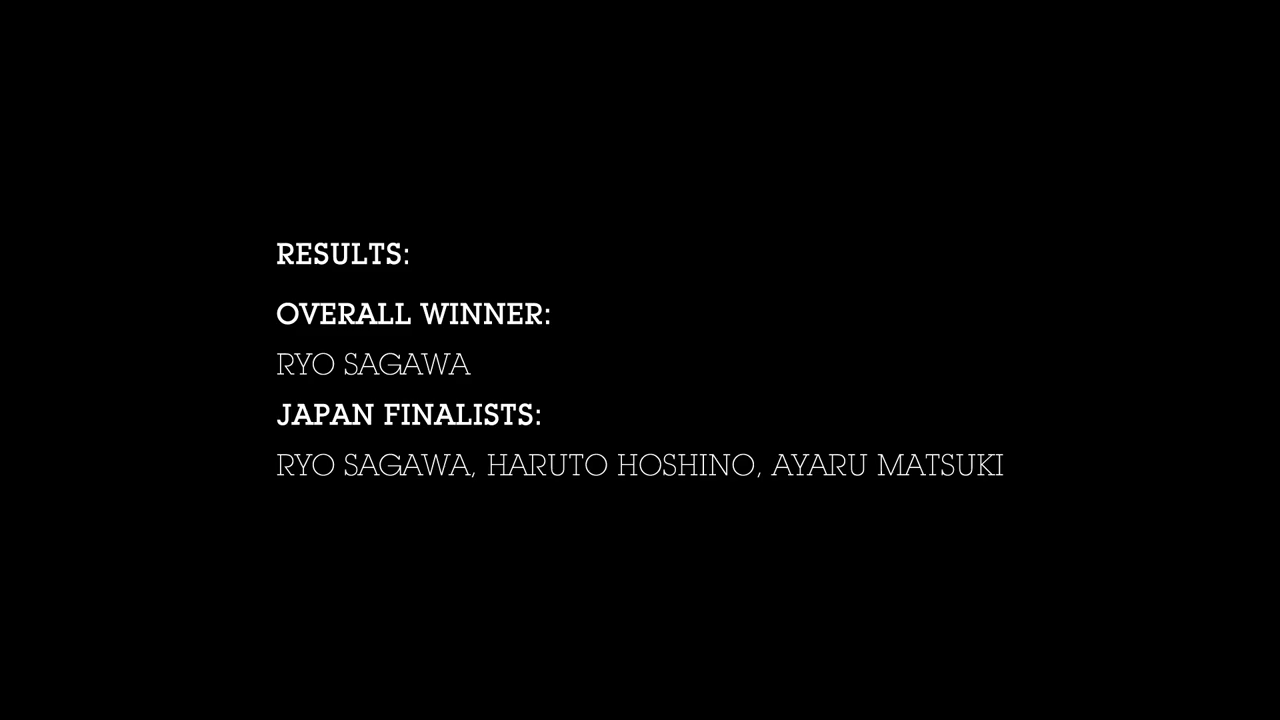 RESULTS:
OVERALL WINNER:
RYO SAGAWA
JAPAN FINALISTS:
RYO SAGAWA, HARUTO HOSHINO, AYARU MATSUKI